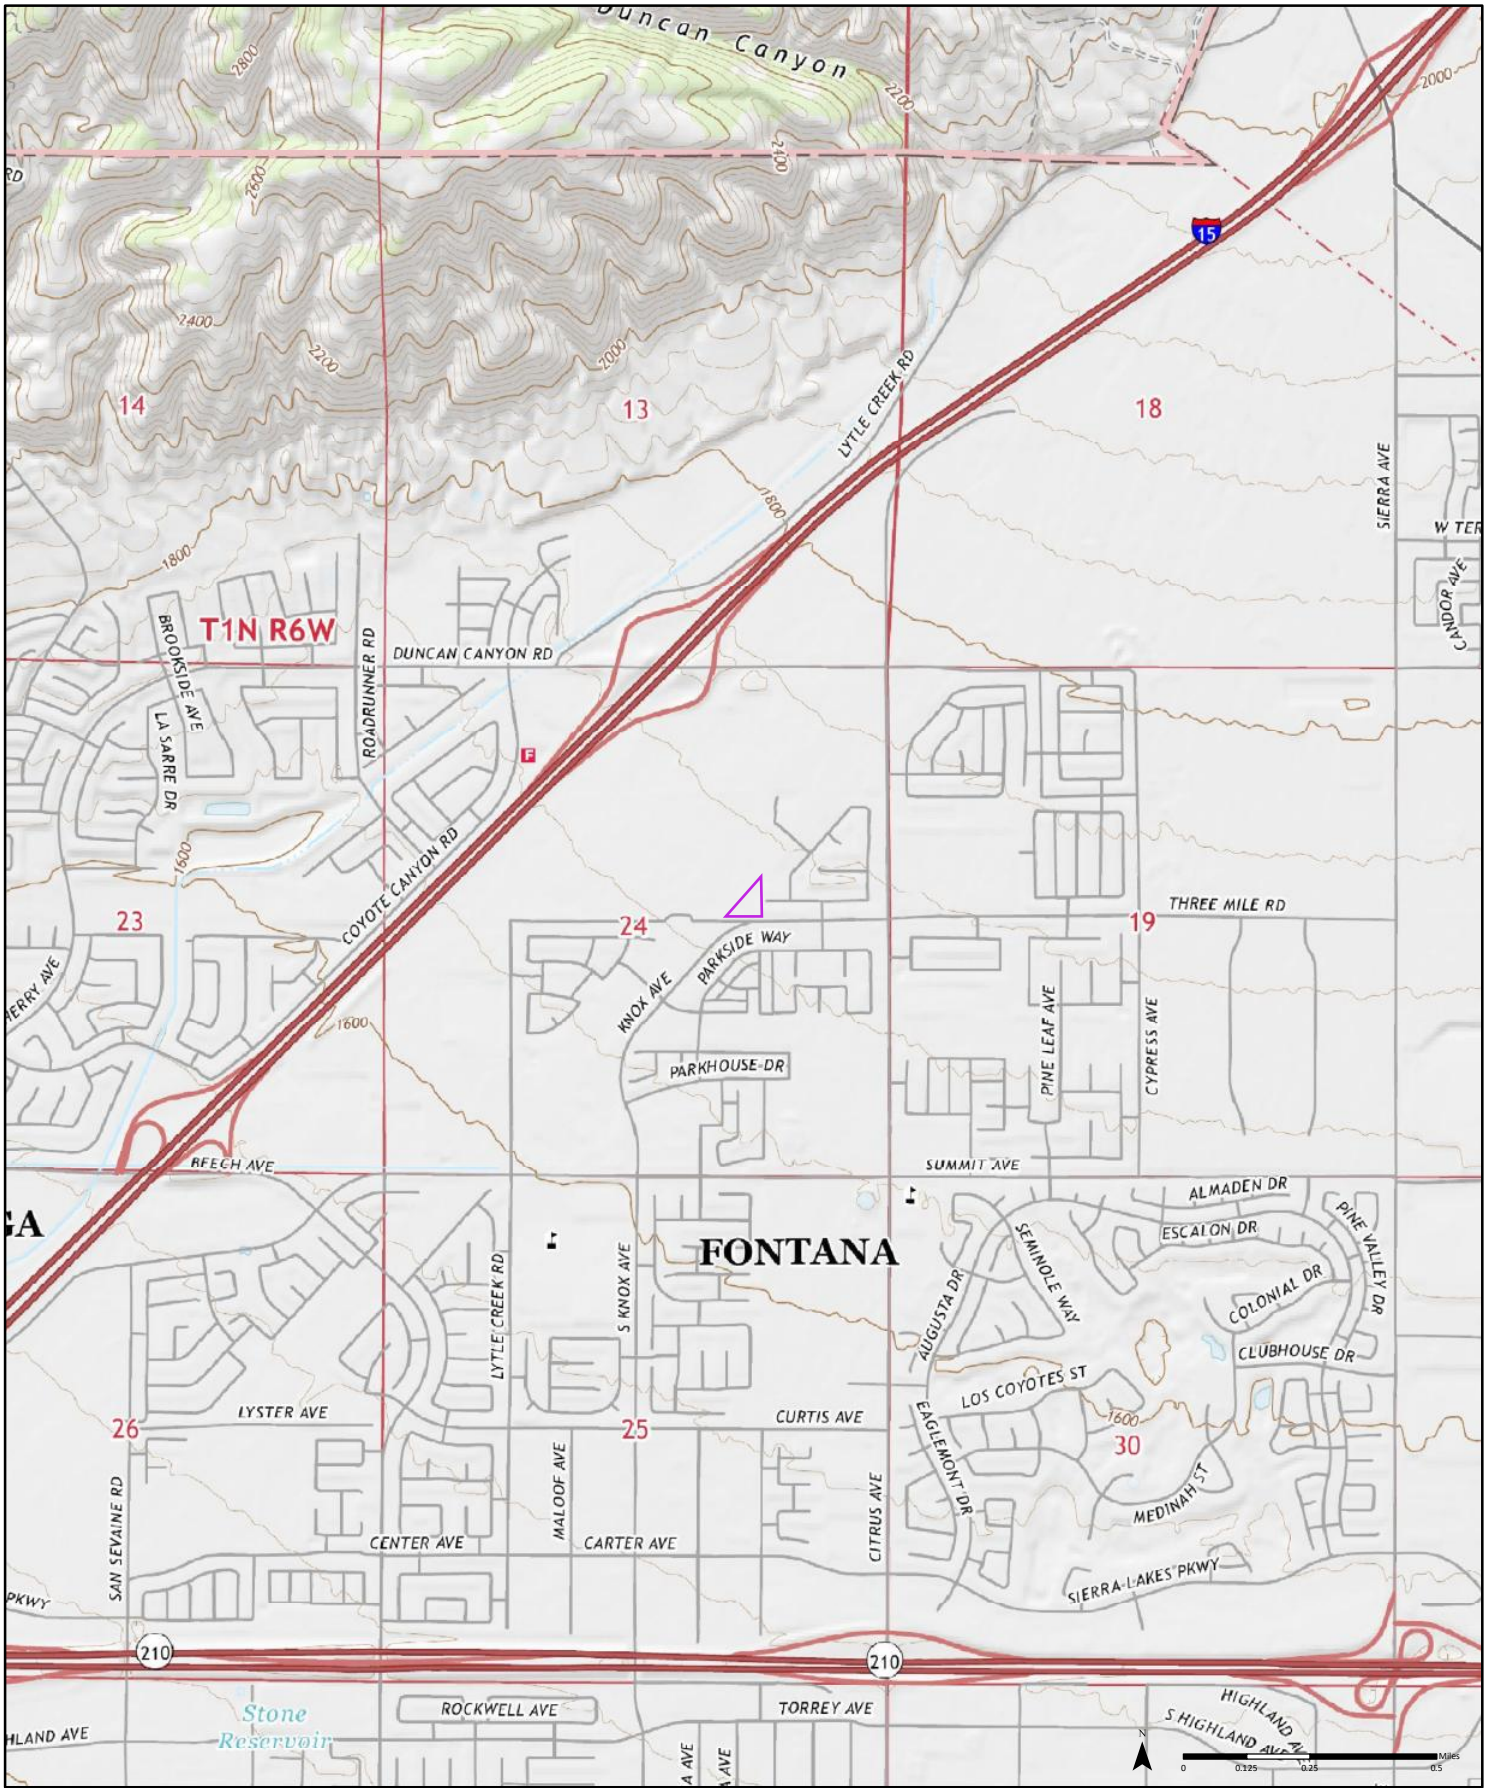 Duncan Canyon
2800
2200
2000
RD
2600
2400
15
2400
2200
2000
LYTLE CREEK RD
14
13
18
SIERRA AVE
1800
1800
W TER
CANDOR AVE
T1N R6W
BROOKSIDE AVE
ROADRUNNER RD
DUNCAN CANYON RD
LA SARRE DR
F
1600
COYOTE CANYON RD
23
24
19
THREE MILE RD
PARKSIDE WAY
KNOX AVE
HERRY AVE
1600
PINE LEAF AVE
CYPRESS AVE
PARKHOUSE DR
BEECH AVE
SUMMIT AVE
GA
FONTANA
ALMADEN DR
ESCALON DR
PINE VALLEY DR
SEMINOLE WAY
COLONIAL DR
AUGUSTA DR
CLUBHOUSE DR
LYTLE CREEK RD
S KNOX AVE
LOS COYOTES ST
LYSTER AVE
CURTIS AVE
1600
26
25
30
EAGLEMONT DR
MEDINAH ST
SAN SEVAINE RD
MALOOF AVE
CITRUS AVE
CENTER AVE
CARTER AVE
SIERRA LAKES PKWY
PKWY
210
210
Stone
Reservoir
ROCKWELL AVE
TORREY AVE
HIGHLAND AVE
S HIGHLAND AVE
HLAND AVE
A AVE
A AVE
N
Miles
0
0.125
0.25
0.5